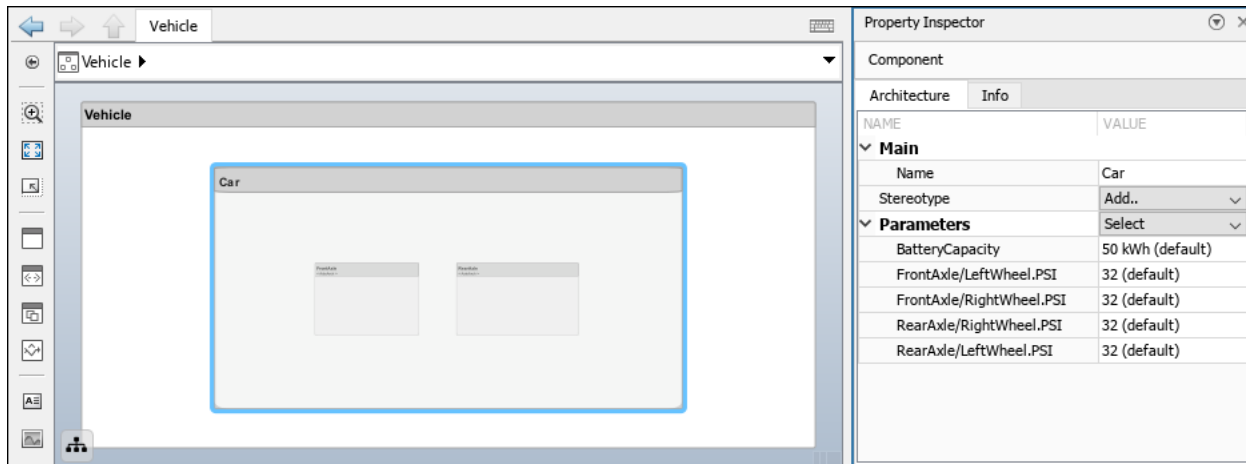 Vehicle
Vehicle
Vehicle
Car
FrontAxle
RearAxle
Property Inspector
Component
Architecture Info
NAME VALUE
Main
Name Car
Stereotype Add..
Parameters Select
BatteryCapacity 50 kWh (default)
FrontAxle/LeftWheel.PSI 32 (default)
FrontAxle/RightWheel.PSI 32 (default)
RearAxle/RightWheel.PSI 32 (default)
RearAxle/LeftWheel.PSI 32 (default)